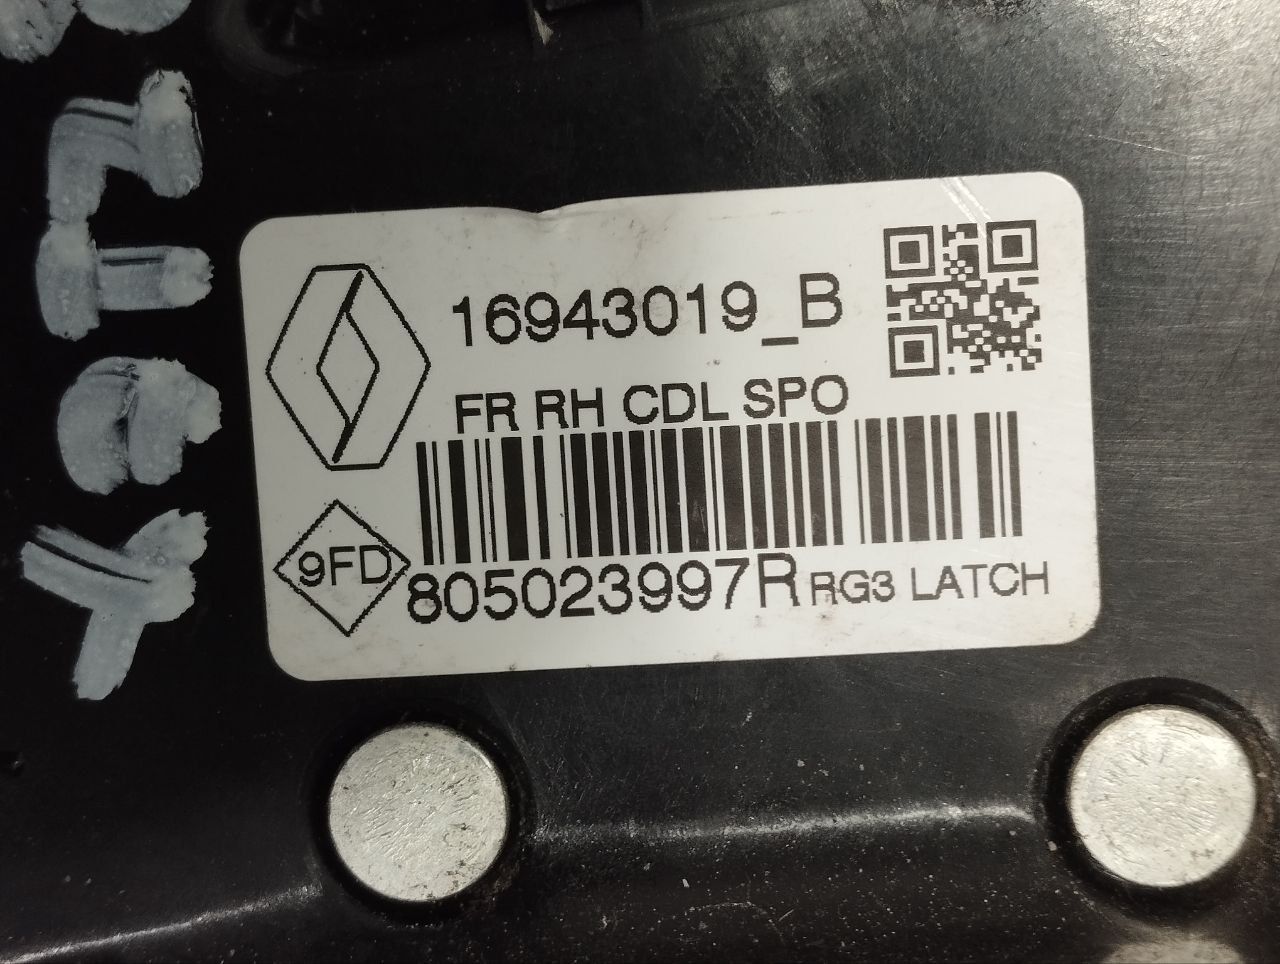 16943019_B
FR RH CDL SPO
9FD
805023997R RG3 LATCH